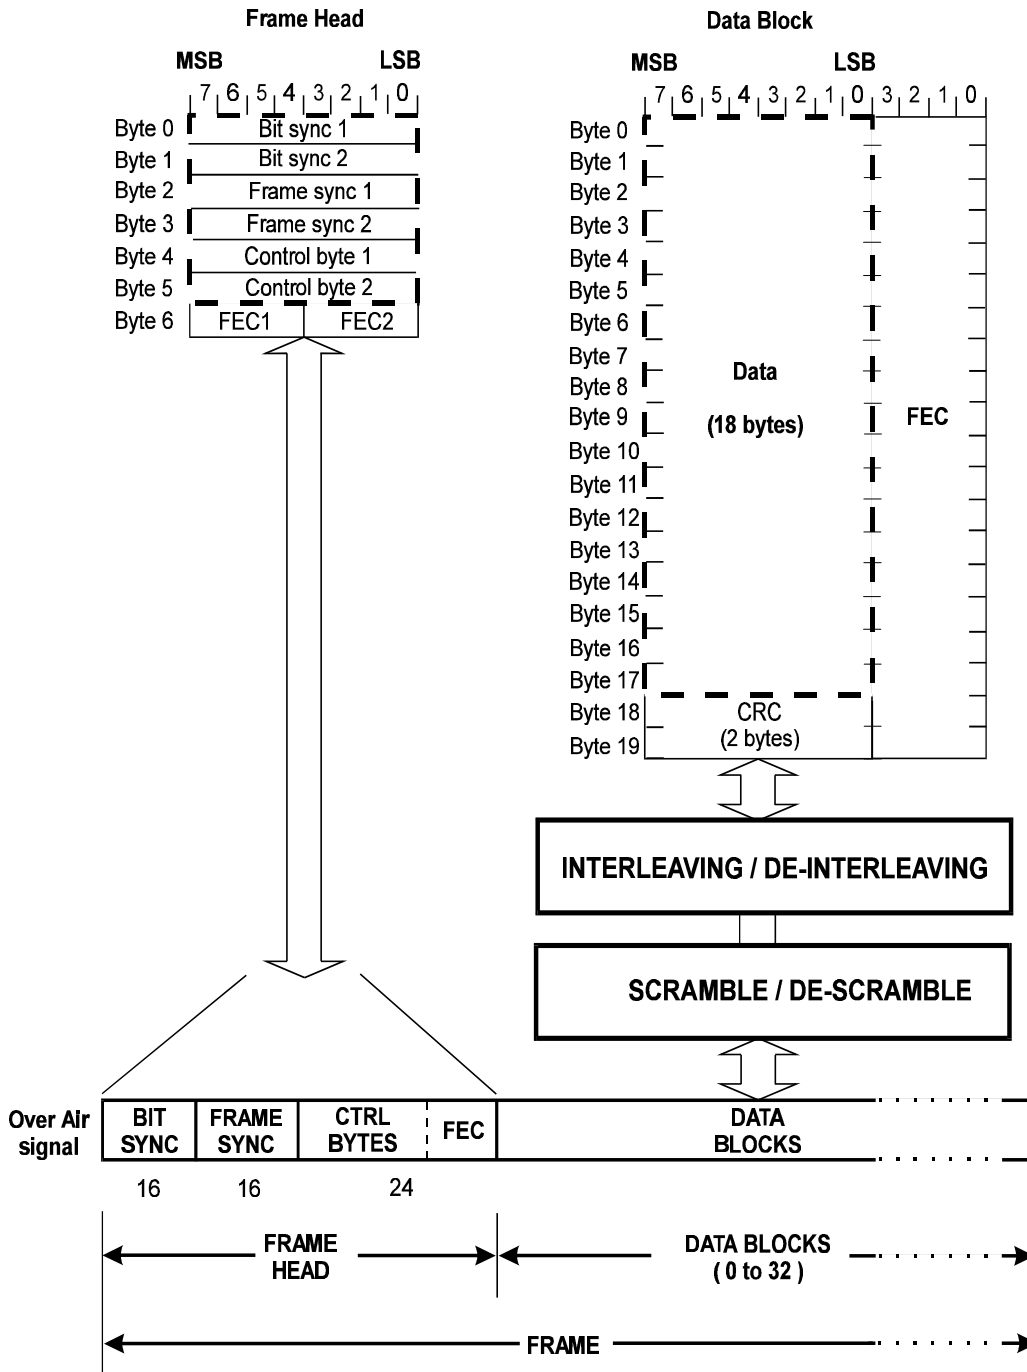 Frame Head
MSB LSB
7 6 5 4 3 2 1 0
Byte 0 Bit sync 1
Byte 1 Bit sync 2
Byte 2 Frame sync 1
Byte 3 Frame sync 2
Byte 4 Control byte 1
Byte 5 Control byte 2
Byte 6 FEC1 FEC2
Data Block
MSB LSB
7 6 5 4 3 2 1 0 3 2 1 0
Byte 0
Byte 1
Byte 2
Byte 3
Byte 4
Byte 5
Byte 6
Byte 7
Byte 8
Byte 9
Byte 10
Byte 11
Byte 12
Byte 13
Byte 14
Byte 15
Byte 16
Byte 17
Byte 18
Byte 19
Data
(18 bytes)
FEC
CRC
(2 bytes)
INTERLEAVING / DE-INTERLEAVING
SCRAMBLE / DE-SCRAMBLE
Over Air
signal
BIT
SYNC
FRAME
SYNC
CTRL
BYTES
FEC
DATA
BLOCKS
16 16 24
FRAME
HEAD
DATA BLOCKS
( 0 to 32 )
FRAME